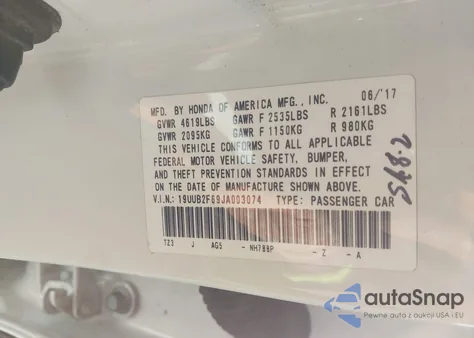 MFD. BY HONDA OF AMERICA MFG., INC. 06/'17
GVWR 4619LBS GAWR F 2535LBS R 2161LBS
GVWR 2095KG GAWR F 1150KG R 980KG
THIS VEHICLE CONFORMS TO ALL APPLICABLE
FEDERAL MOTOR VEHICLE SAFETY, BUMPER,
AND THEFT PREVENTION STANDARDS IN EFFECT
ON THE DATE OF MANUFACTURE SHOWN ABOVE.
V.I.N.: 19UUB2F69JA003074 TYPE: PASSENGER CAR
TZ3 J AG5 - NH788P - Z - A
autoSnap
Pewne auta z aukcji USA i EU